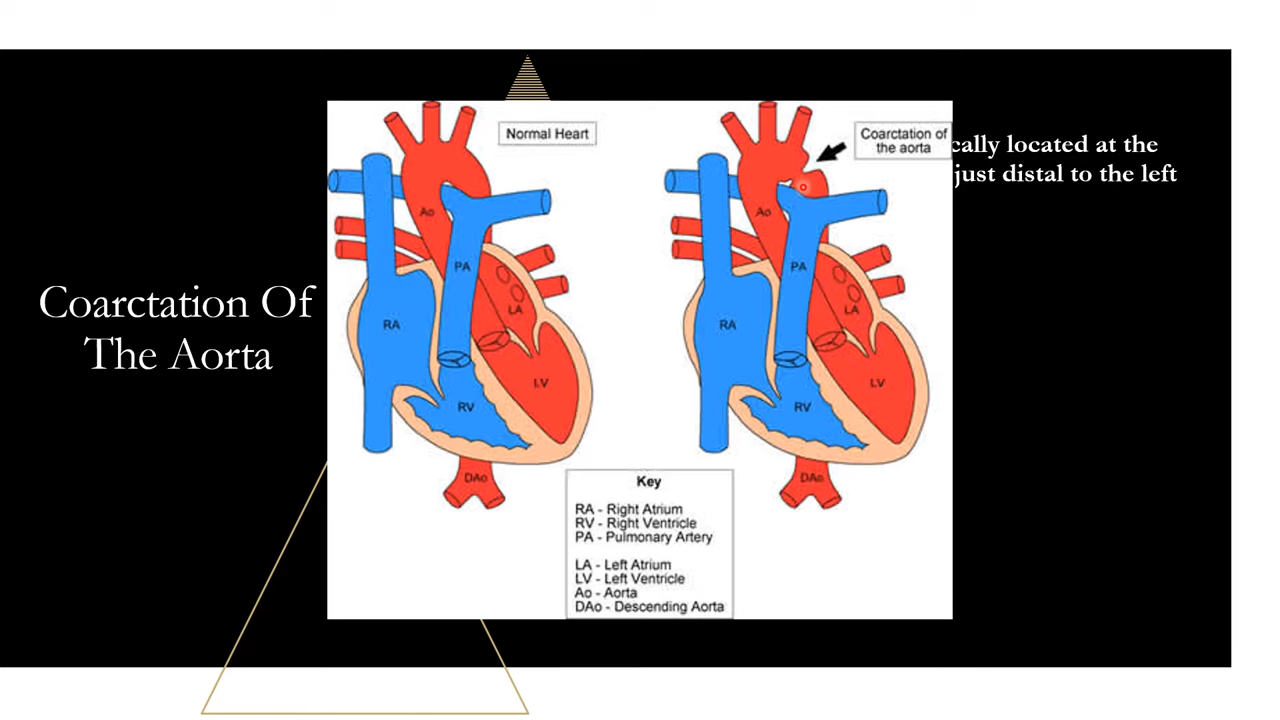 Coarctation Of
The Aorta
Normal Heart
Coarctation of
the aorta
cally located at the
just distal to the left
Ao
PA
LA
RA
LV
RV
DAo
Ao
PA
LA
RA
LV
RV
DAo
Key
RA - Right Atrium
RV - Right Ventricle
PA - Pulmonary Artery
LA - Left Atrium
LV - Left Ventricle
Ao - Aorta
DAo - Descending Aorta